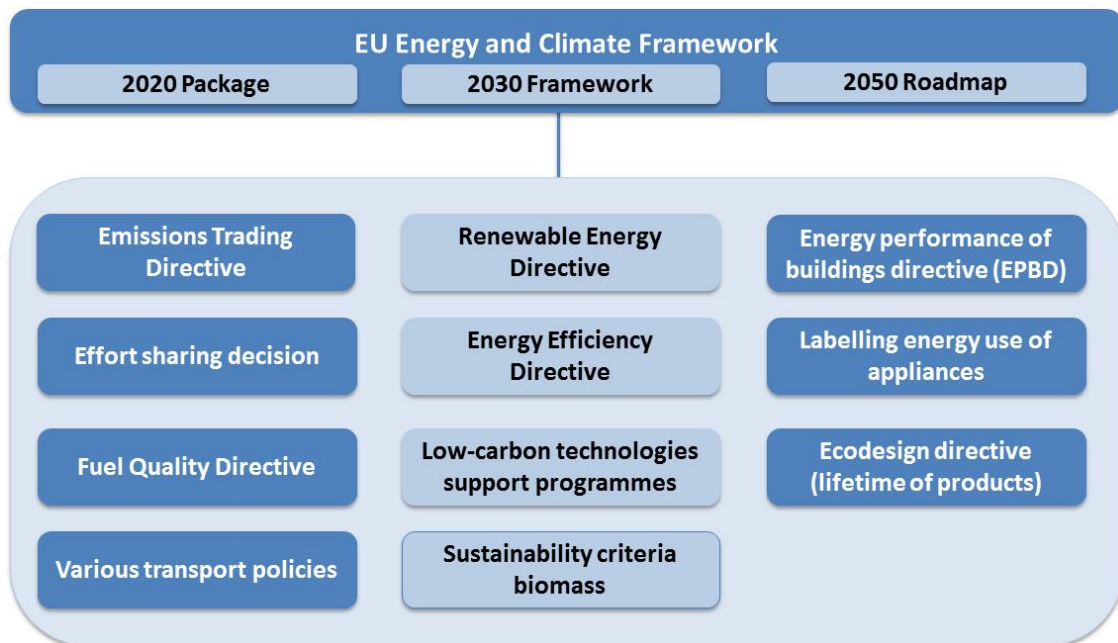 EU Energy and Climate Framework
2020 Package
2030 Framework
2050 Roadmap
Emissions Trading
Directive
Renewable Energy
Directive
Energy performance of
buildings directive (EPBD)
Effort sharing decision
Energy Efficiency
Directive
Labelling energy use of
appliances
Fuel Quality Directive
Low-carbon technologies
support programmes
Ecodesign directive
(lifetime of products)
Various transport policies
Sustainability criteria
biomass